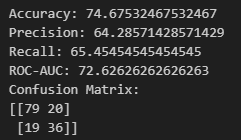 Accuracy: 74.67532467532467
Precision: 64.28571428571429
Recall: 65.45454545454545
ROC-AUC: 72.62626262626263
Confusion Matrix:
[[79 20]
 [19 36]]